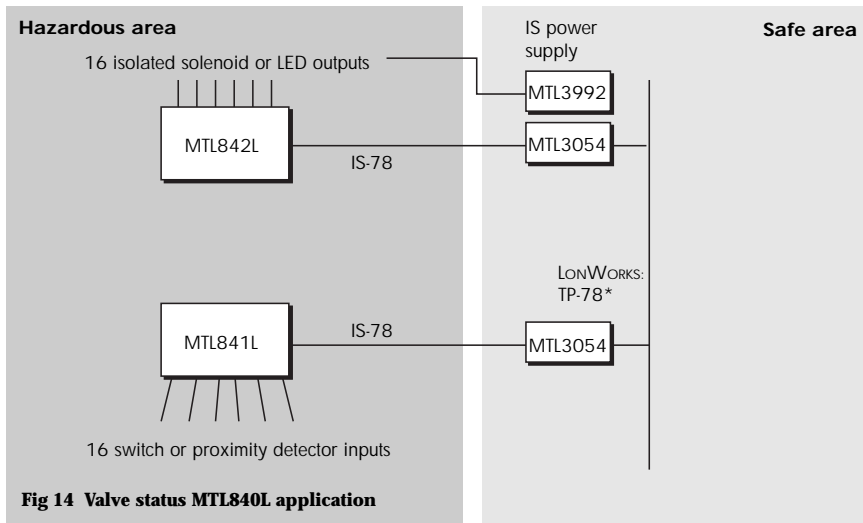 Hazardous area
IS power
supply
Safe area
16 isolated solenoid or LED outputs
MTL3992
MTL842L
IS-78
MTL3054
LONWORKS:
TP-78*
MTL841L
IS-78
MTL3054
16 switch or proximity detector inputs
Fig 14 Valve status MTL840L application